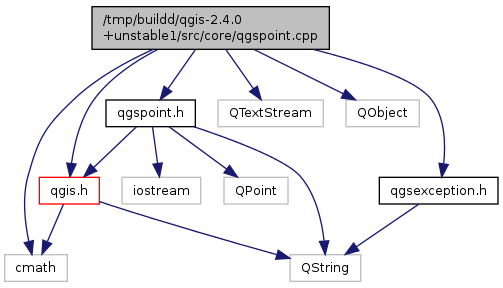 /tmp/buildd/qgis-2.4.0
+unstable1/src/core/qgspoint.cpp
qgspoint.h
QTextStream
QObject
qgis.h
iostream
QPoint
qgsexception.h
cmath
QString